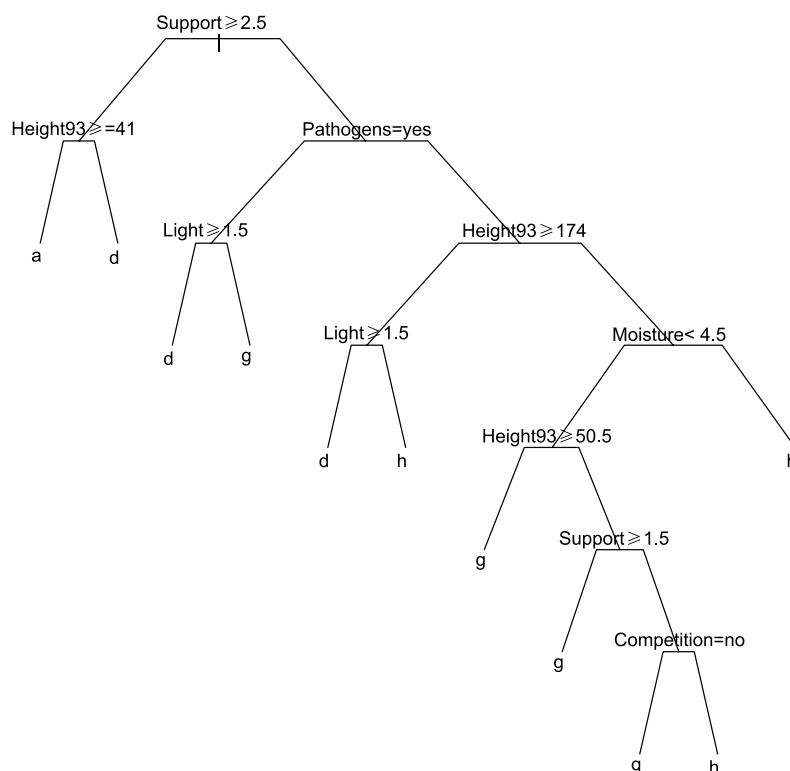 Support≥2.5
Height93≥=41
Pathogens=yes
a
d
Light≥1.5
Height93≥174
d
g
Light≥1.5
Moisture< 4.5
d
h
Height93≥50.5
h
g
Support≥1.5
g
Competition=no
g
h